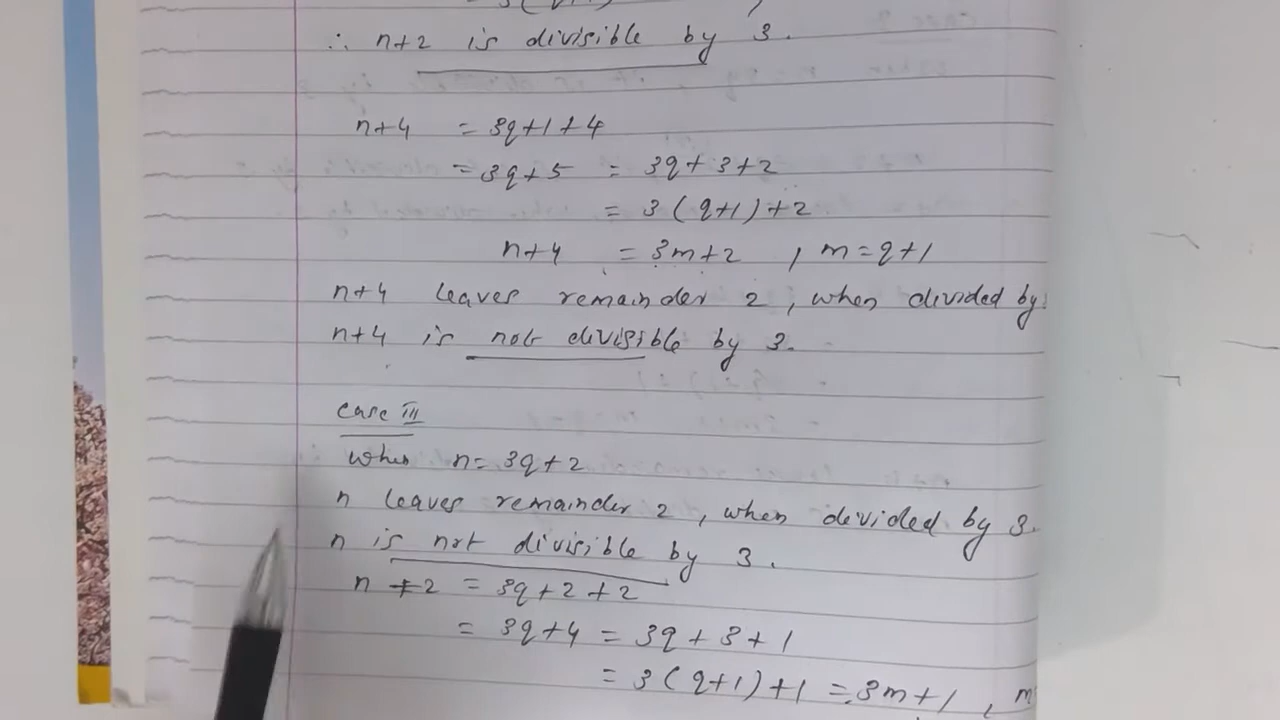 ∴ n+2 is divisible by 3.
n+4 = 3q+1+4
= 3q+5 = 3q+3+2
= 3(q+1)+2
n+4 = 3m+2 , m=q+1
n+4 leaves remainder 2, when divided by
n+4 is not divisible by 3.
Case III
When n=3q+2
n leaves remainder 2, when devided by 3.
n is not divisible by 3.
n+2 = 3q+2+2
= 3q+4 = 3q+3+1
= 3(q+1)+1 = 3m+1, m